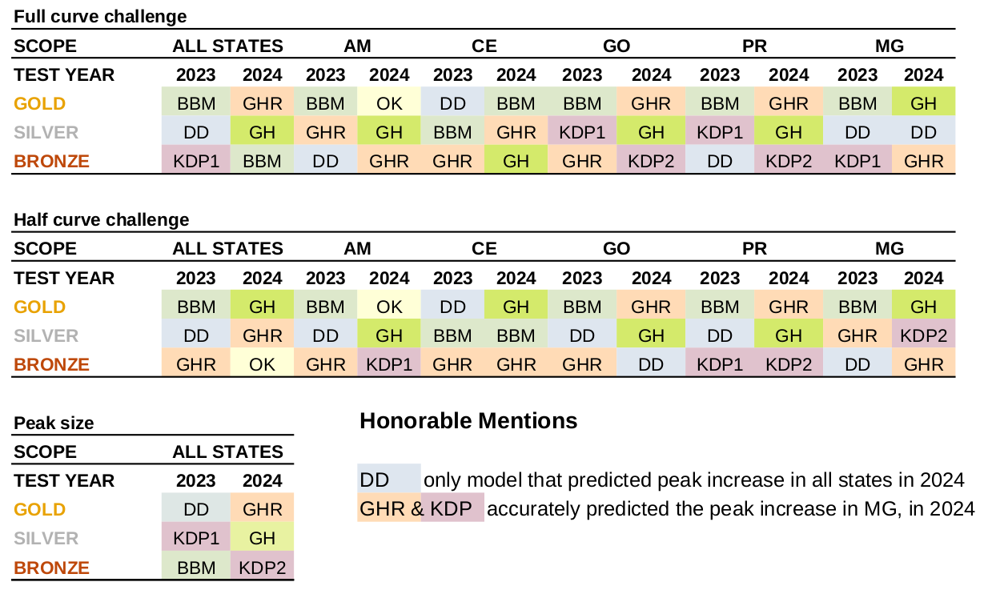 Full curve challenge
SCOPE ALL STATES AM CE GO PR MG
TEST YEAR 2023 2024 2023 2024 2023 2024 2023 2024 2023 2024 2023 2024
GOLD BBM GHR BBM OK DD BBM BBM GHR BBM GHR BBM GH
SILVER DD GH GHR GH BBM GHR KDP1 GH KDP1 GH DD DD
BRONZE KDP1 BBM DD GHR GHR GH GHR KDP2 DD KDP2 KDP1 GHR
Half curve challenge
SCOPE ALL STATES AM CE GO PR MG
TEST YEAR 2023 2024 2023 2024 2023 2024 2023 2024 2023 2024 2023 2024
GOLD BBM GH BBM OK DD GH BBM GHR BBM GHR BBM GH
SILVER DD GHR DD GH BBM BBM DD GH DD GH GHR KDP2
BRONZE GHR OK GHR KDP1 GHR GHR GHR DD KDP1 KDP2 DD GHR
Peak size
SCOPE ALL STATES
TEST YEAR 2023 2024
GOLD DD GHR
SILVER KDP1 GH
BRONZE BBM KDP2
Honorable Mentions
DD only model that predicted peak increase in all states in 2024
GHR & KDP accurately predicted the peak increase in MG, in 2024